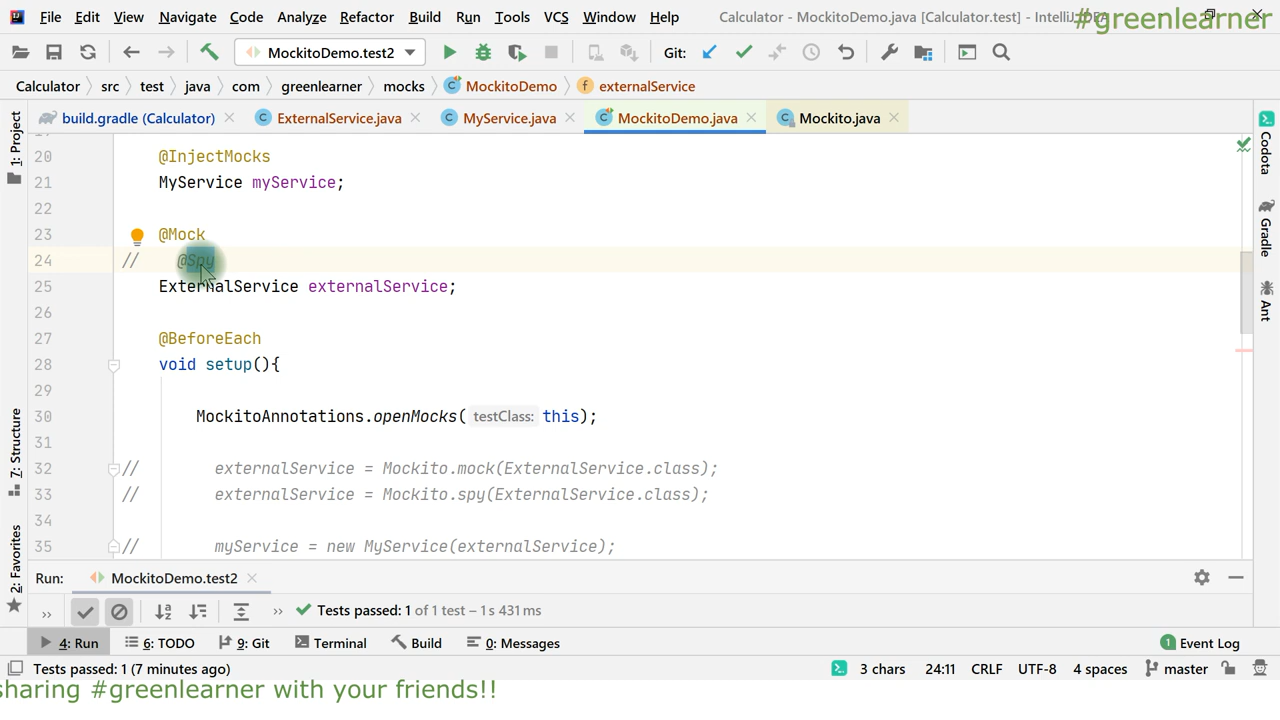 File Edit View Navigate Code Analyze Refactor Build Run Tools VCS Window Help Calculator - MockitoDemo.java [Calculator.test] - IntelliJ IDEA
#greenlearner
MockitoDemo.test2 Git:
Calculator src test java com greenlearner mocks MockitoDemo externalService
build.gradle (Calculator) ExternalService.java MyService.java MockitoDemo.java Mockito.java
1: Project
7: Structure
2: Favorites
Codota
Gradle
Ant
20 @InjectMocks
21 MyService myService;
22
23 @Mock
24 // @Spy
25 ExternalService externalService;
26
27 @BeforeEach
28 void setup(){
29
30 MockitoAnnotations.openMocks( testClass: this);
31
32 // externalService = Mockito.mock(ExternalService.class);
33 // externalService = Mockito.spy(ExternalService.class);
34
35 // myService = new MyService(externalService);
Run: MockitoDemo.test2
>> >> Tests passed: 1 of 1 test – 1 s 431 ms
4: Run 6: TODO 9: Git Terminal Build 0: Messages 1 Event Log
Tests passed: 1 (7 minutes ago) 3 chars 24:11 CRLF UTF-8 4 spaces master
sharing #greenlearner with your friends!!